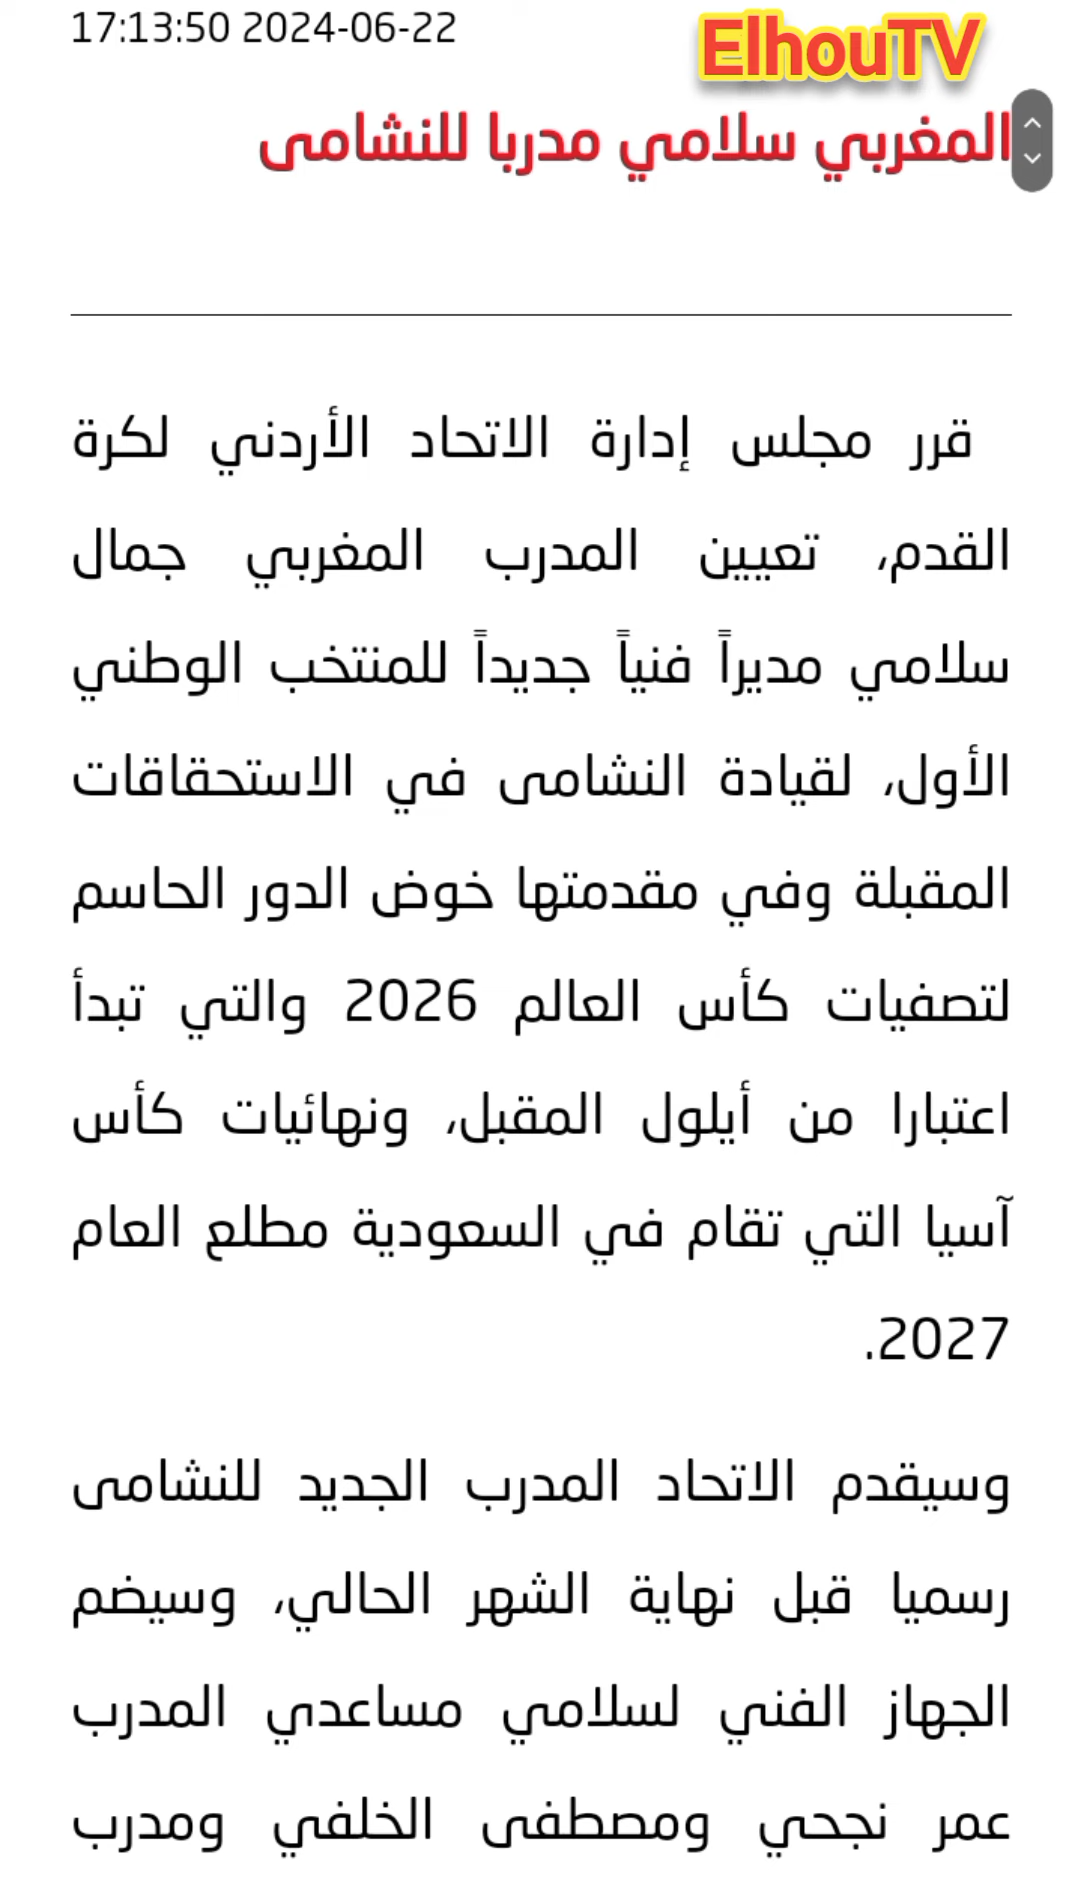 17:13:50 2024-06-22
ElhouTV
المغربي سلامي مدربا للنشامى
قرر مجلس إدارة الاتحاد الأردني لكرة
القدم، تعيين المدرب المغربي جمال
سلامي مديراً فنياً جديداً للمنتخب الوطني
الأول، لقيادة النشامى في الاستحقاقات
المقبلة وفي مقدمتها خوض الدور الحاسم
لتصفيات كأس العالم 2026 والتي تبدأ
اعتبارا من أيلول المقبل، ونهائيات كأس
آسيا التي تقام في السعودية مطلع العام
2027.
وسيقدم الاتحاد المدرب الجديد للنشامى
رسميا قبل نهاية الشهر الحالي، وسيضم
الجهاز الفني لسلامي مساعدي المدرب
عمر نجحي ومصطفى الخلفي ومدرب